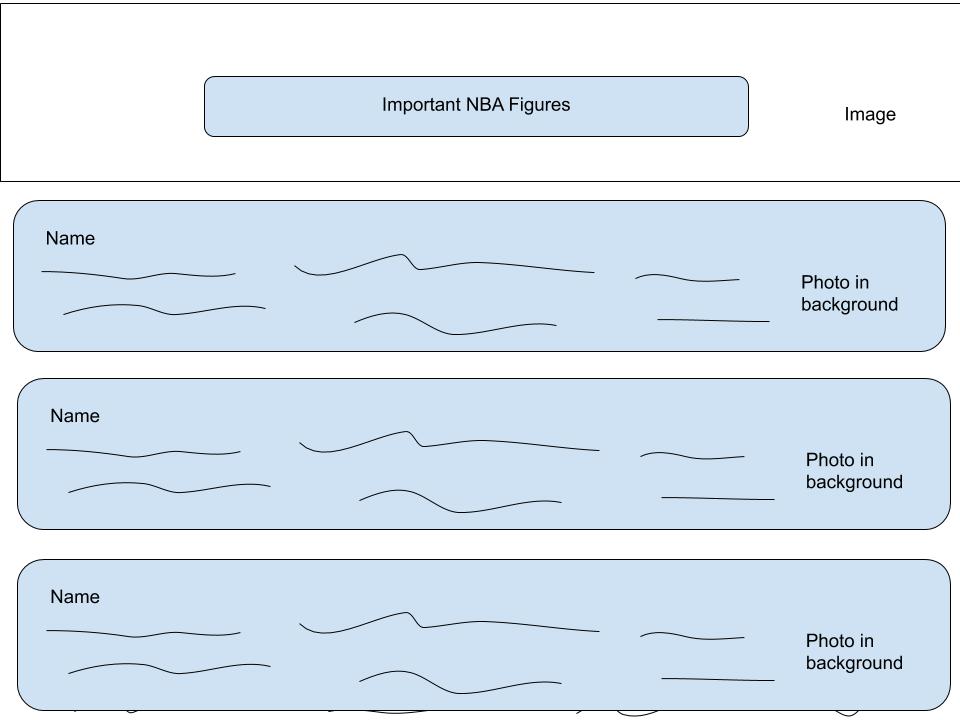 Important NBA Figures
Image
Name
Photo in
background
Name
Photo in
background
Name
Photo in
background